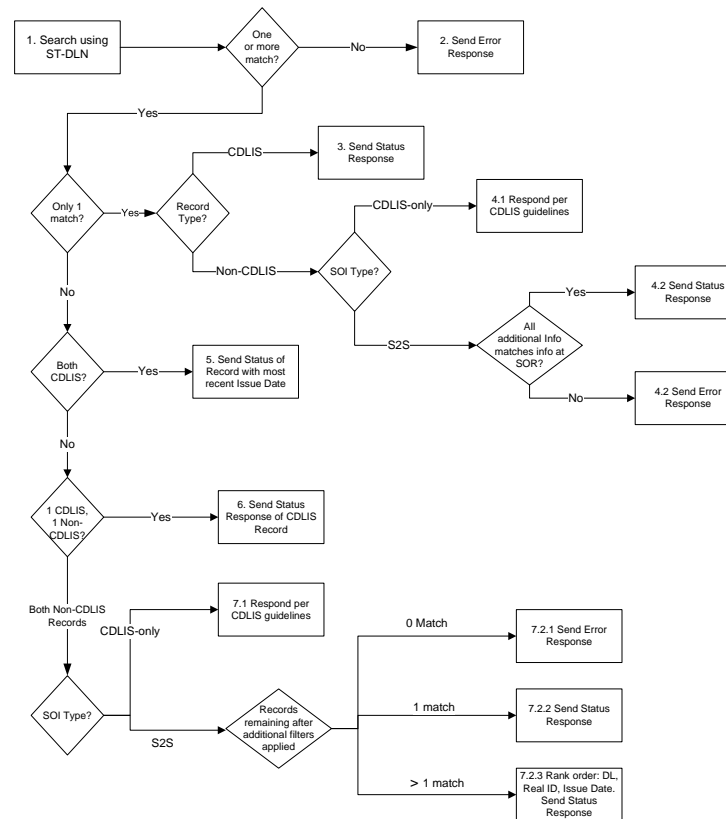 1. Search using
ST-DLN
One
or more
match?
No
2. Send Error
Response
Yes
Only 1
match?
Yes
Record
Type?
CDLIS
3. Send Status
Response
Non-CDLIS
SOI Type?
CDLIS-only
4.1 Respond per
CDLIS guidelines
S2S
All
additional Info
matches info at
SOR?
Yes
4.2 Send Status
Response
No
4.2 Send Error
Response
No
Both
CDLIS?
Yes
5. Send Status of
Record with most
recent Issue Date
No
1 CDLIS,
1 Non-
CDLIS?
Yes
6. Send Status
Response of CDLIS
Record
Both Non-CDLIS
Records
SOI Type?
CDLIS-only
7.1 Respond per
CDLIS guidelines
S2S
Records
remaining after
additional filters
applied
0 Match
7.2.1 Send Error
Response
1 match
7.2.2 Send Status
Response
> 1 match
7.2.3 Rank order: DL,
Real ID, Issue Date.
Send Status
Response